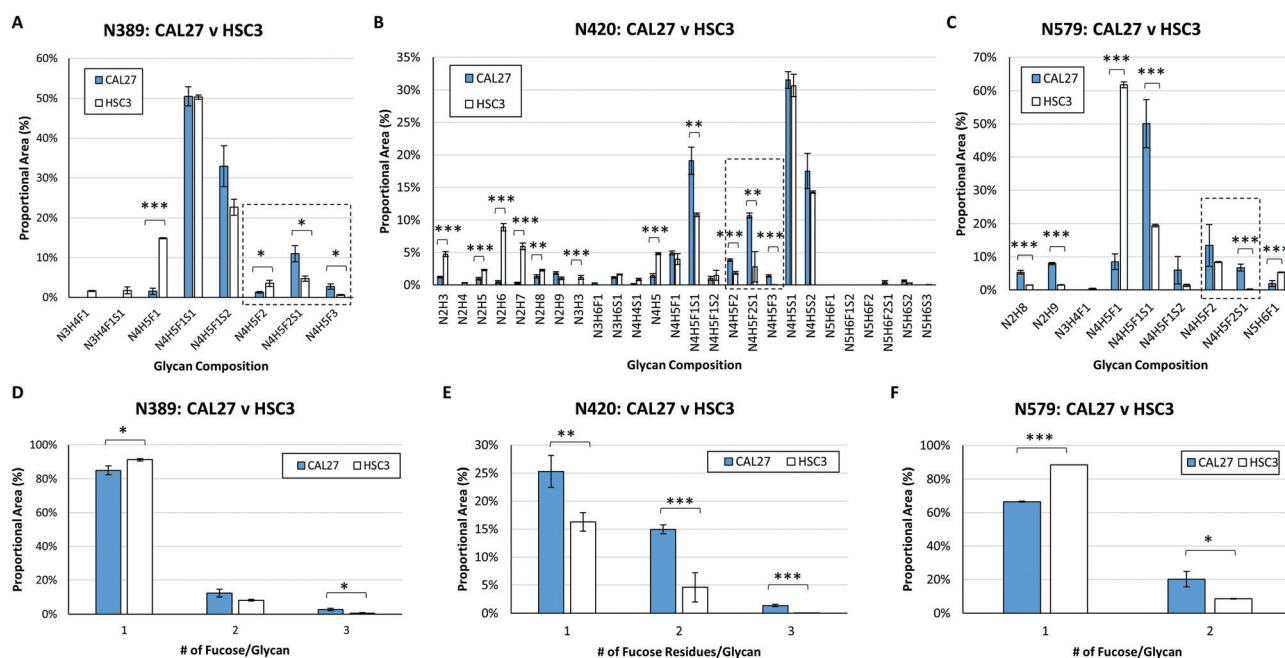 A
N389: CAL27 v HSC3
Proportional Area (%)
60%
50%
40%
30%
20%
10%
0%
CAL27
HSC3
***
*
*
*
N3H4F1
N3H4F1S1
N4H5F1
N4H5F1S1
N4H5F1S2
N4H5F2
N4H5F2S1
N4H5F3
Glycan Composition
B
N420: CAL27 v HSC3
Proportional Area (%)
35%
30%
25%
20%
15%
10%
5%
0%
CAL27
HSC3
***
***
***
***
**
***
***
**
***
**
***
N2H3
N2H4
N2H5
N2H6
N2H7
N2H8
N2H9
N3H3
N3H6F1
N3H6S1
N4H4S1
N4H5
N4H5F1
N4H5F1S1
N4H5F1S2
N4H5F2
N4H5F2S1
N4H5F3
N4H5S1
N4H5S2
N5H6F1
N5H6F1S2
N5H6F2
N5H6F2S1
N5H6S2
N5H6S3
Glycan Composition
C
N579: CAL27 v HSC3
Proportional Area (%)
70%
60%
50%
40%
30%
20%
10%
0%
CAL27
HSC3
***
***
***
***
***
***
N2H8
N2H9
N3H4F1
N4H5F1
N4H5F1S1
N4H5F1S2
N4H5F2
N4H5F2S1
N5H6F1
Glycan Composition
D
N389: CAL27 v HSC3
Proportional Area (%)
100%
80%
60%
40%
20%
0%
CAL27
HSC3
*
*
1 2 3
# of Fucose/Glycan
E
N420: CAL27 v HSC3
Proportional Area (%)
30%
25%
20%
15%
10%
5%
0%
CAL27
HSC3
**
***
***
1 2 3
# of Fucose Residues/Glycan
F
N579: CAL27 v HSC3
Proportional Area (%)
100%
80%
60%
40%
20%
0%
CAL27
HSC3
***
*
1 2
# of Fucose/Glycan